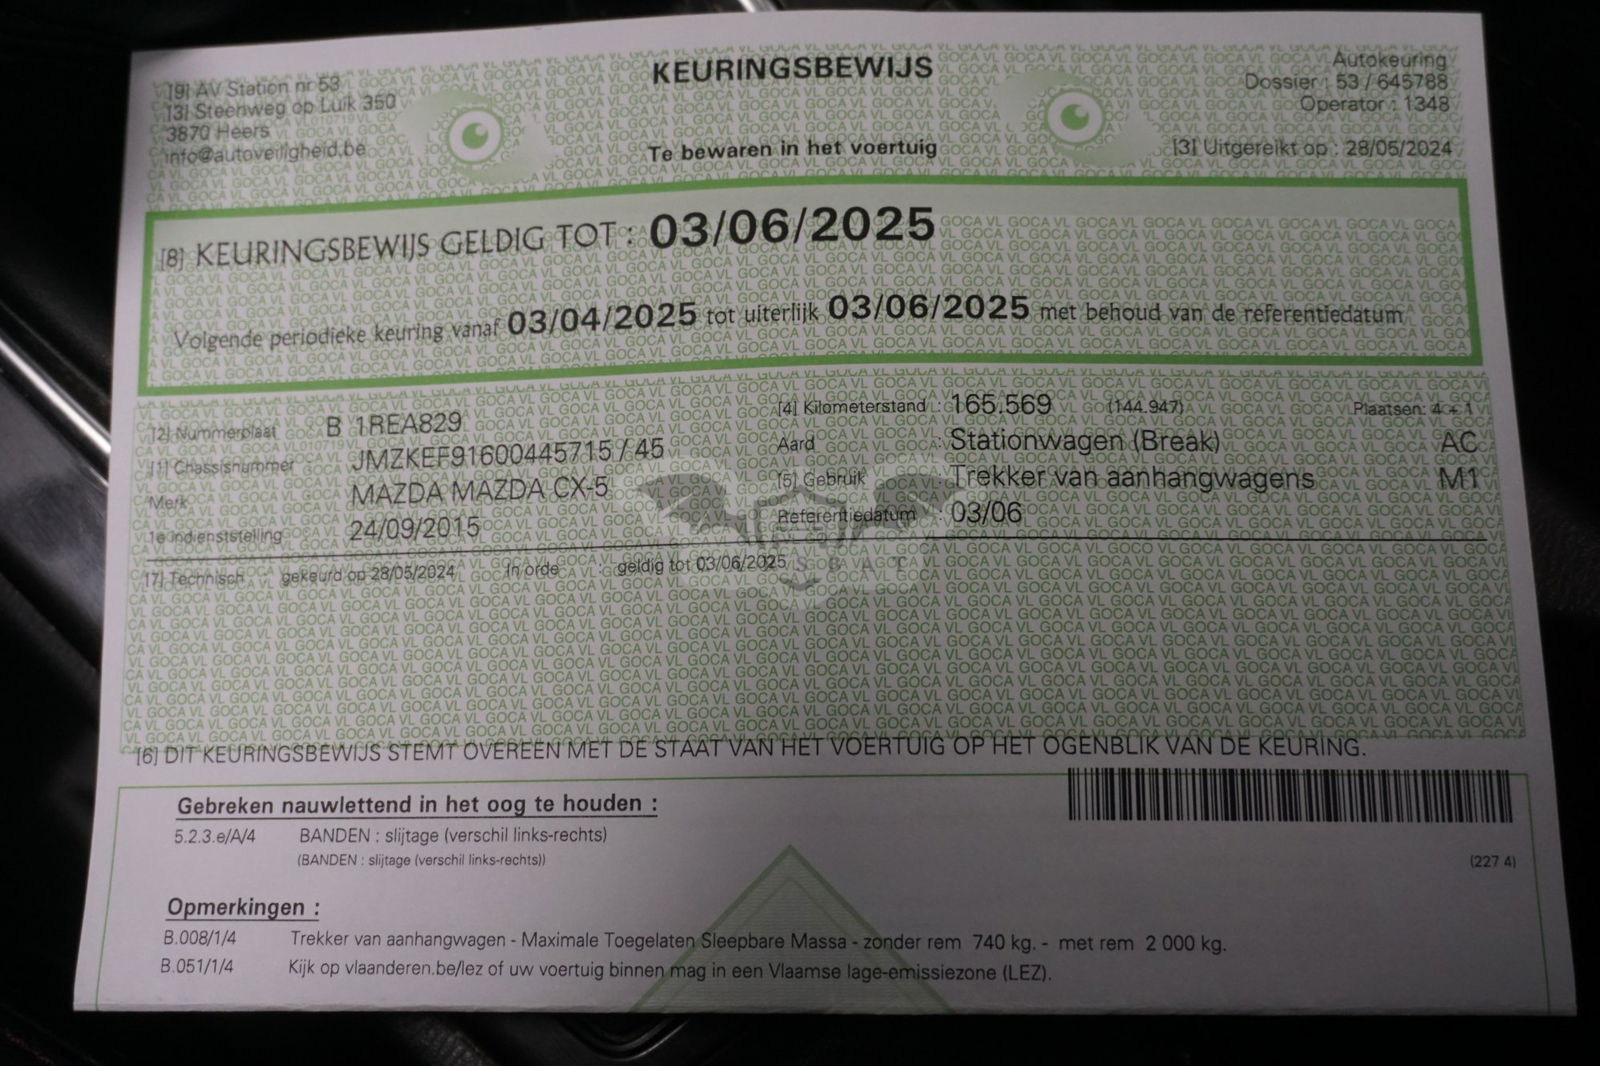 KEURINGSBEWIJS
Te bewaren in het voertuig
[9] AV Station nr 53
[3] Steenweg op Luik 350
3870 Heers
info@autoveiligheid.be
Autokeuring
Dossier : 53 / 645788
Operator : 1348
[3] Uitgereikt op : 28/05/2024
[8] KEURINGSBEWIJS GELDIG TOT : 03/06/2025
Volgende periodieke keuring vanaf 03/04/2025 tot uiterlijk 03/06/2025 met behoud van de referentiedatum
[2] Nummerplaat B 1REA829
[1] Chassisnummer JMZKEF91600445715 / 45
Merk MAZDA MAZDA CX-5
1e indienststelling 24/09/2015
[4] Kilometerstand : 165.569 (144.947) Plaatsen: 4 + 1
Aard : Stationwagen (Break) AC
[5] Gebruik : Trekker van aanhangwagens M1
Referentiedatum : 03/06
[7] Technisch : gekeurd op 28/05/2024 In orde : geldig tot 03/06/2025
[6] DIT KEURINGSBEWIJS STEMT OVEREEN MET DE STAAT VAN HET VOERTUIG OP HET OGENBLIK VAN DE KEURING.
Gebreken nauwlettend in het oog te houden :
5.2.3.e/A/4 BANDEN : slijtage (verschil links-rechts)
(BANDEN : slijtage (verschil links-rechts))
(227 4)
Opmerkingen :
B.008/1/4 Trekker van aanhangwagen - Maximale Toegelaten Sleepbare Massa - zonder rem 740 kg. - met rem 2 000 kg.
B.051/1/4 Kijk op vlaanderen.be/lez of uw voertuig binnen mag in een Vlaamse lage-emissiezone (LEZ).